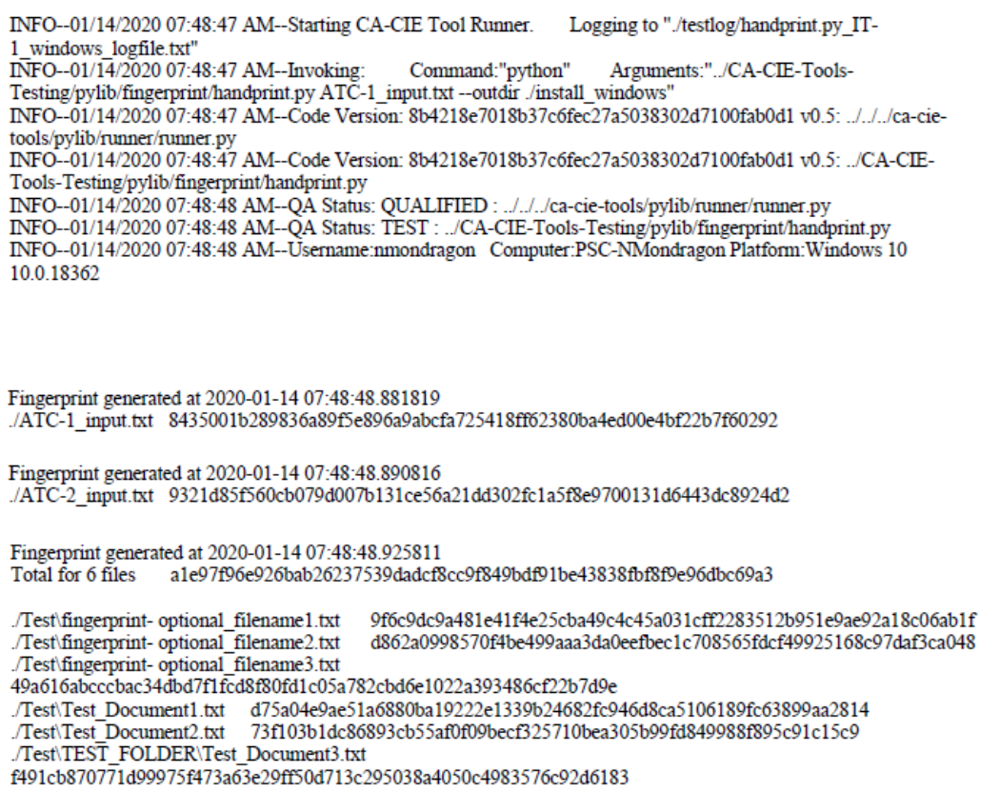 INFO--01/14/2020 07:48:47 AM--Starting CA-CIE Tool Runner. Logging to "./testlog/handprint.py_IT-
1_windows_logfile.txt"
INFO--01/14/2020 07:48:47 AM--Invoking: Command:"python" Arguments:"../CA-CIE-Tools-
Testing/pylib/fingerprint/handprint.py ATC-1_input.txt --outdir ./install_windows"
INFO--01/14/2020 07:48:47 AM--Code Version: 8b4218e7018b37c6fec27a5038302d7100fab0d1 v0.5: ../../../ca-cie-
tools/pylib/runner/runner.py
INFO--01/14/2020 07:48:47 AM--Code Version: 8b4218e7018b37c6fec27a5038302d7100fab0d1 v0.5: ../CA-CIE-
Tools-Testing/pylib/fingerprint/handprint.py
INFO--01/14/2020 07:48:48 AM--QA Status: QUALIFIED : ../../../ca-cie-tools/pylib/runner/runner.py
INFO--01/14/2020 07:48:48 AM--QA Status: TEST : ../CA-CIE-Tools-Testing/pylib/fingerprint/handprint.py
INFO--01/14/2020 07:48:48 AM--Username:nmondragon Computer:PSC-NMondragon Platform:Windows 10
10.0.18362
Fingerprint generated at 2020-01-14 07:48:48.881819
./ATC-1_input.txt 8435001b289836a89f5e896a9abcfa725418ff62380ba4ed00e4bf22b7f60292
Fingerprint generated at 2020-01-14 07:48:48.890816
./ATC-2_input.txt 9321d85f560cb079d007b131ce56a21dd302fc1a5f8e9700131d6443dc8924d2
Fingerprint generated at 2020-01-14 07:48:48.925811
Total for 6 files a1e97f96e926bab26237539dadcf8cc9f849bdf91be43838fbf8f9e96dbc69a3
./Test\fingerprint- optional_filename1.txt 9f6c9dc9a481e41f4e25cba49c4c45a031cff2283512b951e9ae92a18c06ab1f
./Test\fingerprint- optional_filename2.txt d862a0998570f4be499aaa3da0eefbec1c708565fdcf49925168c97daf3ca048
./Test\fingerprint- optional_filename3.txt
49a616abcccbac34dbd7f1fcd8f80fd1c05a782cbd6e1022a393486cf22b7d9e
./Test\Test_Document1.txt d75a04e9ae51a6880ba19222e1339b24682fc946d8ca5106189fc63899aa2814
./Test\Test_Document2.txt 73f103b1dc86893cb55af0f09becf325710bea305b99fd849988f895c91c15c9
./Test\TEST_FOLDER\Test_Document3.txt
f491cb870771d99975f473a63e29ff50d713c295038a4050c4983576c92d6183